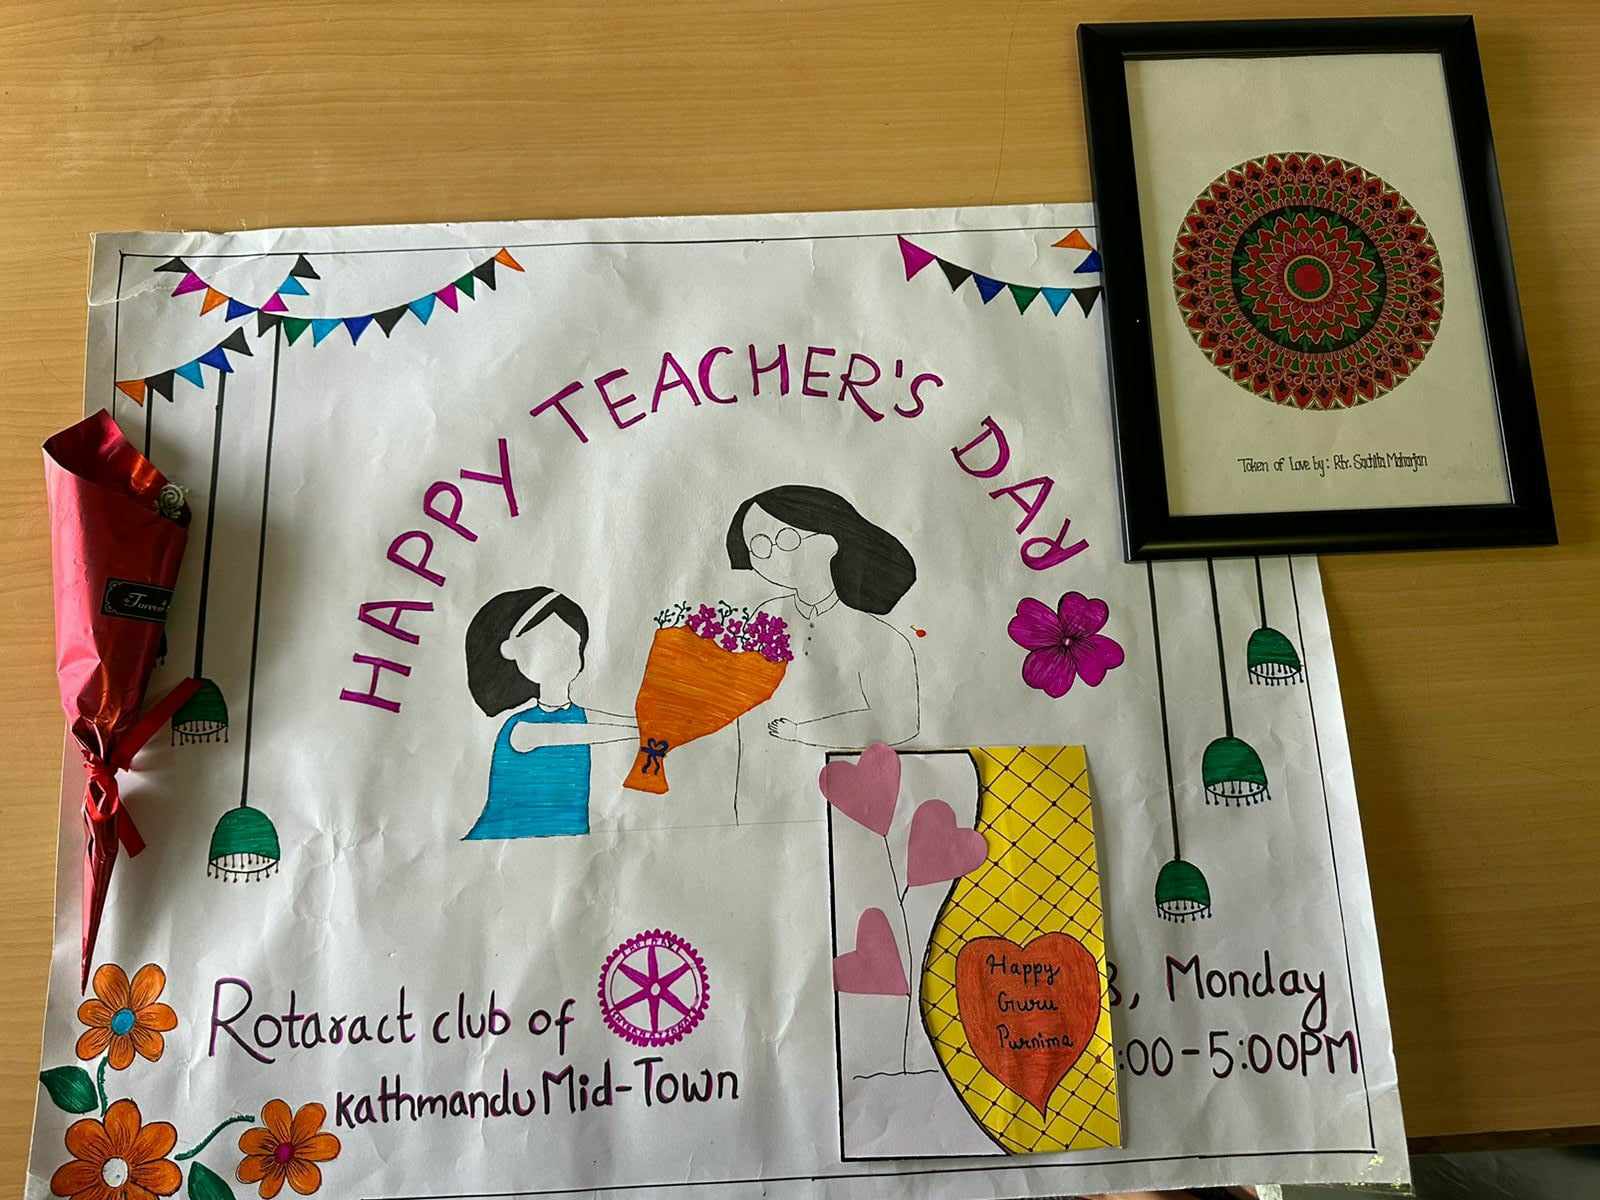 HAPPY TEACHER'S DAY
Token of Love by: Rtr. Sachita Maharjan
Rotaract club of
Kathmandu Mid-Town
Happy
Guru
Purnima
, Monday
:00-5:00PM